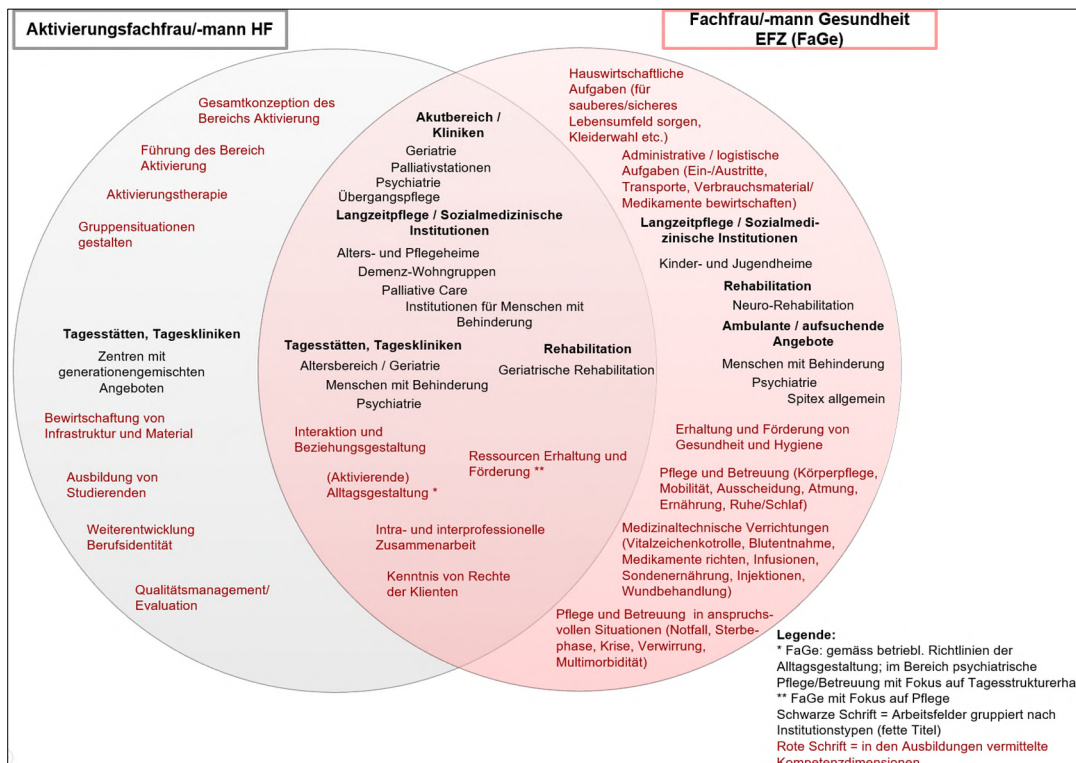 Aktivierungsfachfrau/-mann HF
Fachfrau/-mann Gesundheit
EFZ (FaGe)
Gesamtkonzeption des
Bereichs Aktivierung
Führung des Bereich
Aktivierung
Aktivierungstherapie
Gruppensituationen
gestalten
Tagesstätten, Tageskliniken
Zentren mit
generationengemischten
Angeboten
Bewirtschaftung von
Infrastruktur und Material
Ausbildung von
Studierenden
Weiterentwicklung
Berufsidentität
Qualitätsmanagement/
Evaluation
Akutbereich /
Kliniken
Geriatrie
Palliativstationen
Psychiatrie
Übergangspflege
Langzeitpflege / Sozialmedizinische
Institutionen
Alters- und Pflegeheime
Demenz-Wohngruppen
Palliative Care
Institutionen für Menschen mit
Behinderung
Tagesstätten, Tageskliniken
Altersbereich / Geriatrie
Menschen mit Behinderung
Psychiatrie
Rehabilitation
Geriatrische Rehabilitation
Interaktion und
Beziehungsgestaltung
Ressourcen Erhaltung und
Förderung **
(Aktivierende)
Alltagsgestaltung *
Intra- und interprofessionelle
Zusammenarbeit
Kenntnis von Rechte
der Klienten
Hauswirtschaftliche
Aufgaben (für
sauberes/sicheres
Lebensumfeld sorgen,
Kleiderwahl etc.)
Administrative / logistische
Aufgaben (Ein-/Austritte,
Transporte, Verbrauchsmaterial/
Medikamente bewirtschaften)
Langzeitpflege / Sozialmedi-
zinische Institutionen
Kinder- und Jugendheime
Rehabilitation
Neuro-Rehabilitation
Ambulante / aufsuchende
Angebote
Menschen mit Behinderung
Psychiatrie
Spitex allgemein
Erhaltung und Förderung von
Gesundheit und Hygiene
Pflege und Betreuung (Körperpflege,
Mobilität, Ausscheidung, Atmung,
Ernährung, Ruhe/Schlaf)
Medizinaltechnische Verrichtungen
(Vitalzeichenkotrolle, Blutentnahme,
Medikamente richten, Infusionen,
Sondenernährung, Injektionen,
Wundbehandlung)
Pflege und Betreuung in anspruchs-
vollen Situationen (Notfall, Sterbe-
phase, Krise, Verwirrung,
Multimorbidität)
Legende:
* FaGe: gemäss betriebl. Richtlinien der
Alltagsgestaltung; im Bereich psychiatrische
Pflege/Betreuung mit Fokus auf Tagesstrukturerha
** FaGe mit Fokus auf Pflege
Schwarze Schrift = Arbeitsfelder gruppiert nach
Institutionstypen (fette Titel)
Rote Schrift = in den Ausbildungen vermittelte
Kompetenzdimensionen